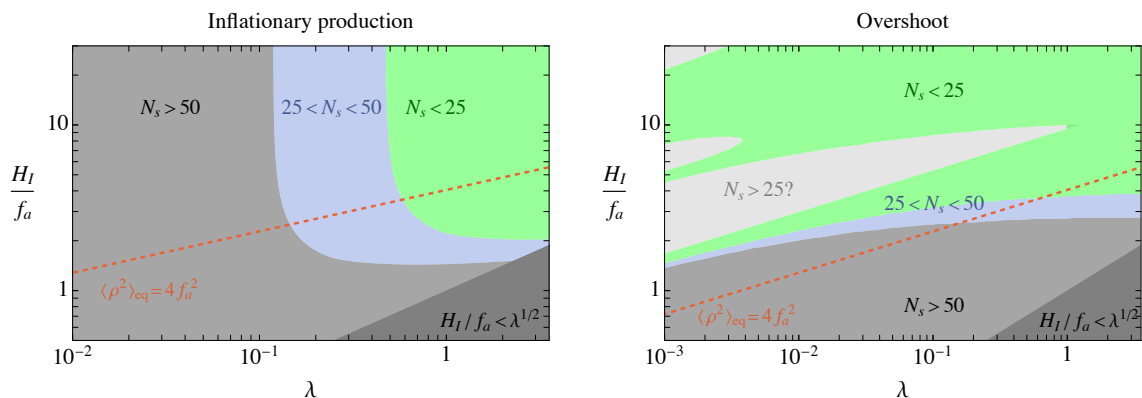 Inflationary production
N_s > 50
25 < N_s < 50
N_s < 25
10
H_I
f_a
⟨ρ²⟩_eq = 4 f_a²
1
H_I / f_a < λ^{1/2}
10⁻²
10⁻¹
1
λ
Overshoot
N_s < 25
10
H_I
f_a
N_s > 25?
25 < N_s < 50
⟨ρ²⟩_eq = 4 f_a²
1
N_s > 50
H_I / f_a < λ^{1/2}
10⁻³
10⁻²
10⁻¹
1
λ